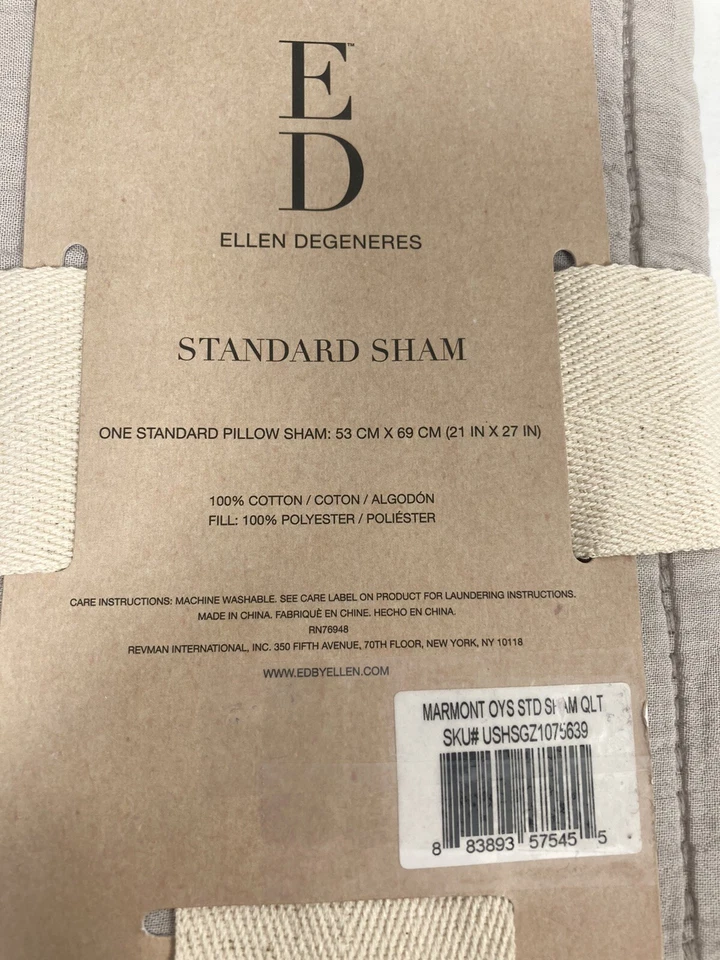 E™
D
ELLEN DEGENERES
STANDARD SHAM
ONE STANDARD PILLOW SHAM: 53 CM X 69 CM (21 IN X 27 IN)
100% COTTON / COTON / ALGODÓN
FILL: 100% POLYESTER / POLIÉSTER
CARE INSTRUCTIONS: MACHINE WASHABLE. SEE CARE LABEL ON PRODUCT FOR LAUNDERING INSTRUCTIONS.
MADE IN CHINA. FABRIQUÈ EN CHINE. HECHO EN CHINA.
RN76948
REVMAN INTERNATIONAL, INC. 350 FIFTH AVENUE, 70TH FLOOR, NEW YORK, NY 10118
WWW.EDBYELLEN.COM
MARMONT OYS STD SHAM QLT
SKU# USHSGZ1075639
8 83893 57545 5